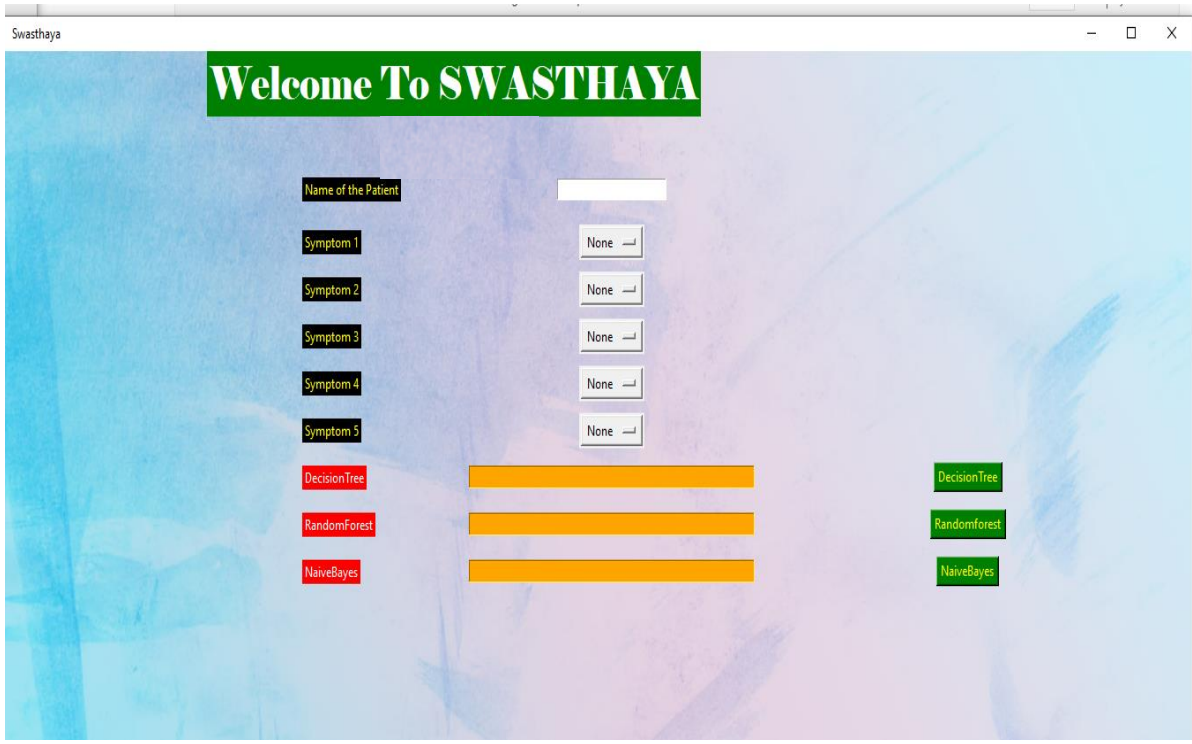 Swasthaya
Welcome To SWASTHAYA
Name of the Patient
Symptom 1 None
Symptom 2 None
Symptom 3 None
Symptom 4 None
Symptom 5 None
DecisionTree DecisionTree
RandomForest Randomforest
NaiveBayes NaiveBayes